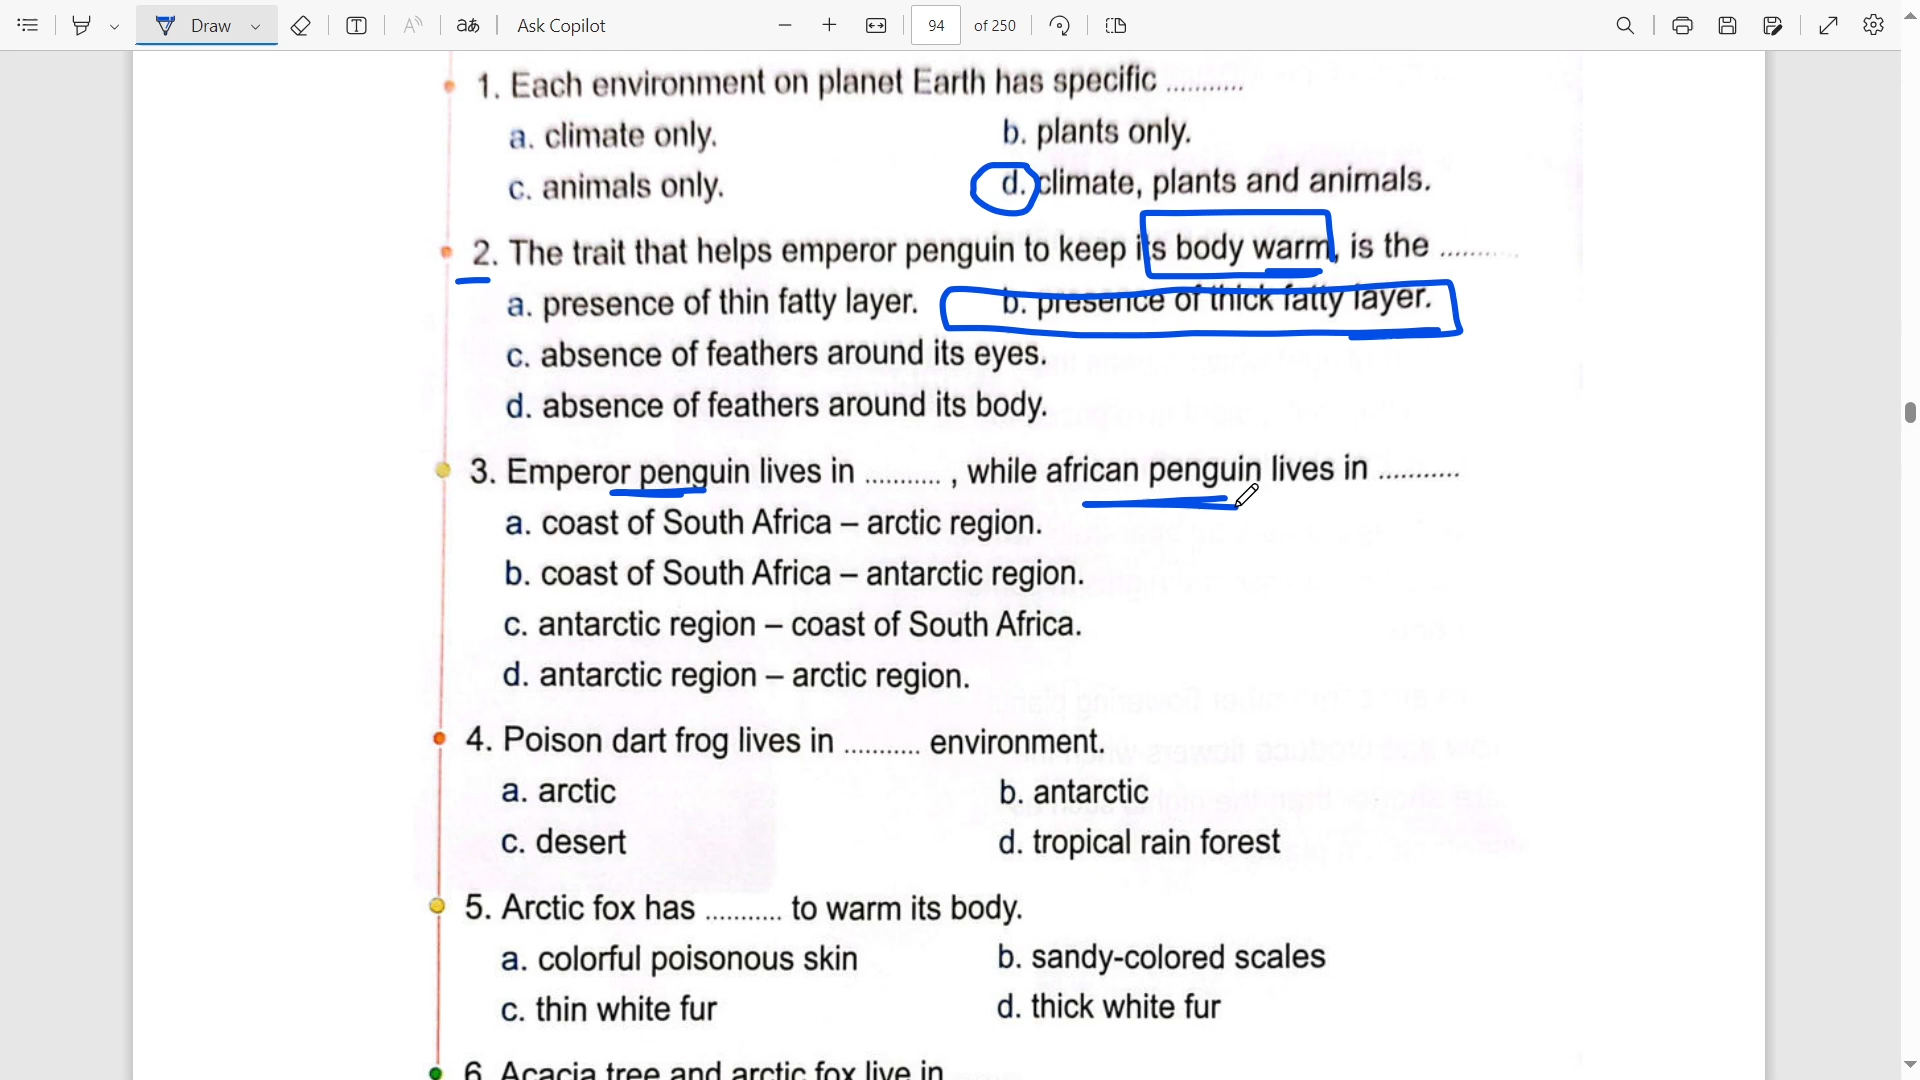 Draw
aあ
Ask Copilot
94 of 250
1. Each environment on planet Earth has specific ...........
a. climate only.
b. plants only.
c. animals only.
d. climate, plants and animals.
2. The trait that helps emperor penguin to keep its body warm, is the ...........
a. presence of thin fatty layer.
b. presence of thick fatty layer.
c. absence of feathers around its eyes.
d. absence of feathers around its body.
3. Emperor penguin lives in ..........., while african penguin lives in ...........
a. coast of South Africa – arctic region.
b. coast of South Africa – antarctic region.
c. antarctic region – coast of South Africa.
d. antarctic region – arctic region.
4. Poison dart frog lives in ........... environment.
a. arctic
b. antarctic
c. desert
d. tropical rain forest
5. Arctic fox has ........... to warm its body.
a. colorful poisonous skin
b. sandy-colored scales
c. thin white fur
d. thick white fur
6. Acacia tree and arctic fox live in